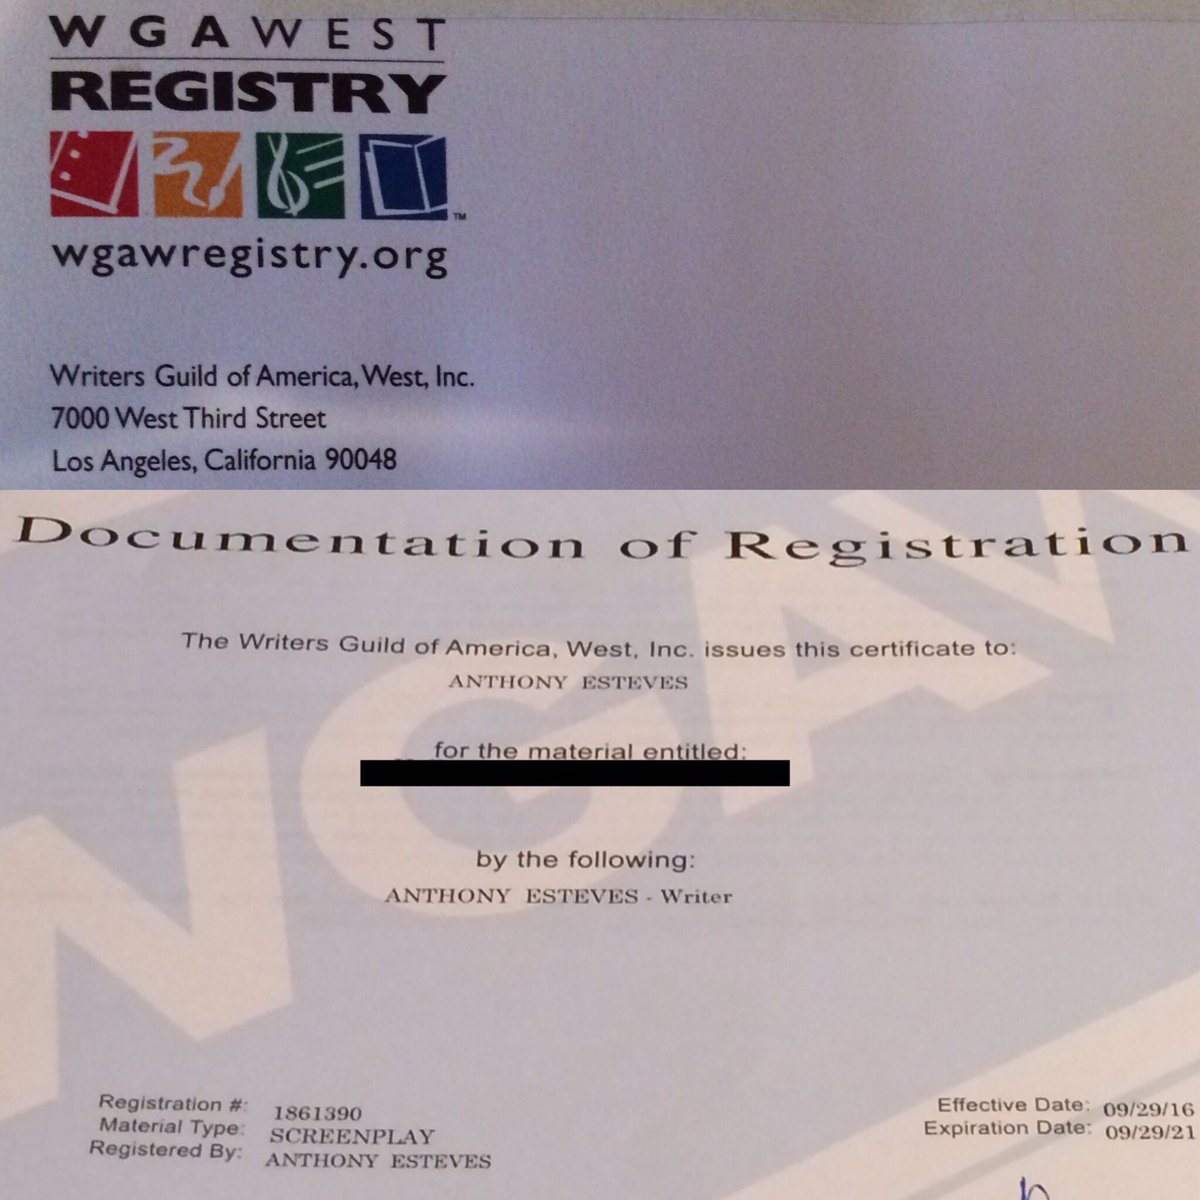 WGAWEST
REGISTRY
TM
wgawregistry.org
Writers Guild of America, West, Inc.
7000 West Third Street
Los Angeles, California 90048
Documentation of Registration
The Writers Guild of America, West, Inc. issues this certificate to:
ANTHONY ESTEVES
for the material entitled:
by the following:
ANTHONY ESTEVES - Writer
Registration #: 1861390
Material Type: SCREENPLAY
Registered By: ANTHONY ESTEVES
Effective Date: 09/29/16
Expiration Date: 09/29/21
WGAW